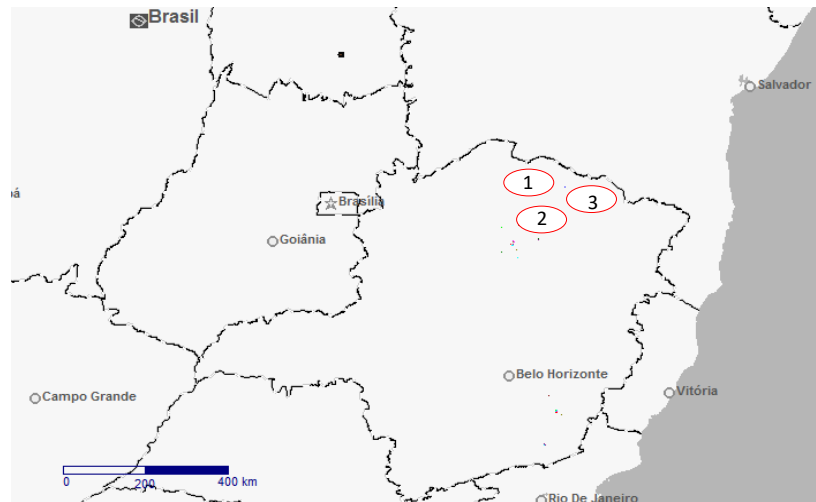 Brasil
Salvador
1
3
2
Brasília
Goiânia
Belo Horizonte
Vitória
Campo Grande
0 200 400 km
Rio De Janeiro